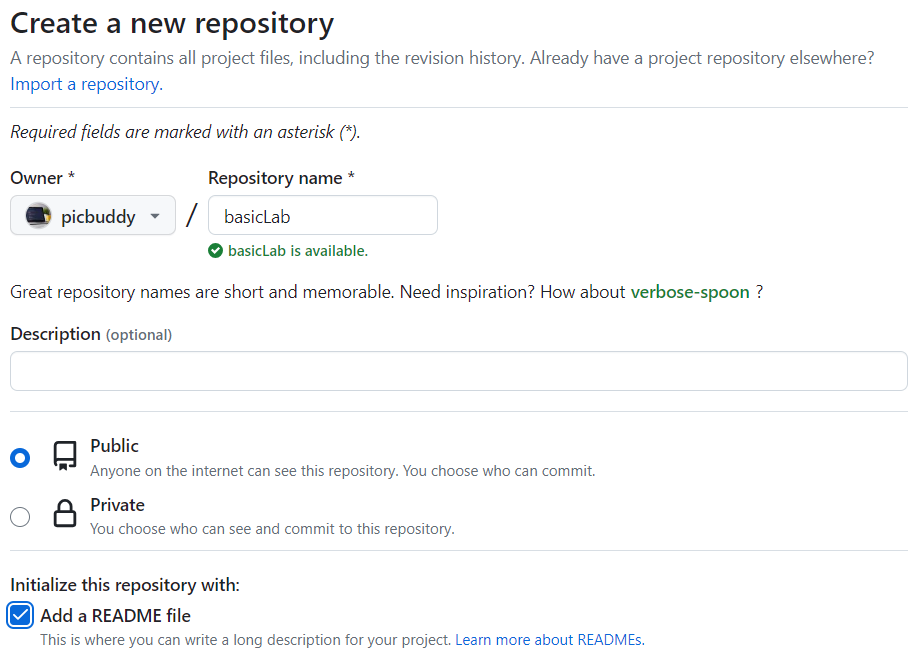 Create a new repository
A repository contains all project files, including the revision history. Already have a project repository elsewhere?
Import a repository.
Required fields are marked with an asterisk (*).
Owner * Repository name *
picbuddy / basicLab
basicLab is available.
Great repository names are short and memorable. Need inspiration? How about verbose-spoon ?
Description (optional)
Public
Anyone on the internet can see this repository. You choose who can commit.
Private
You choose who can see and commit to this repository.
Initialize this repository with:
Add a README file
This is where you can write a long description for your project. Learn more about READMEs.